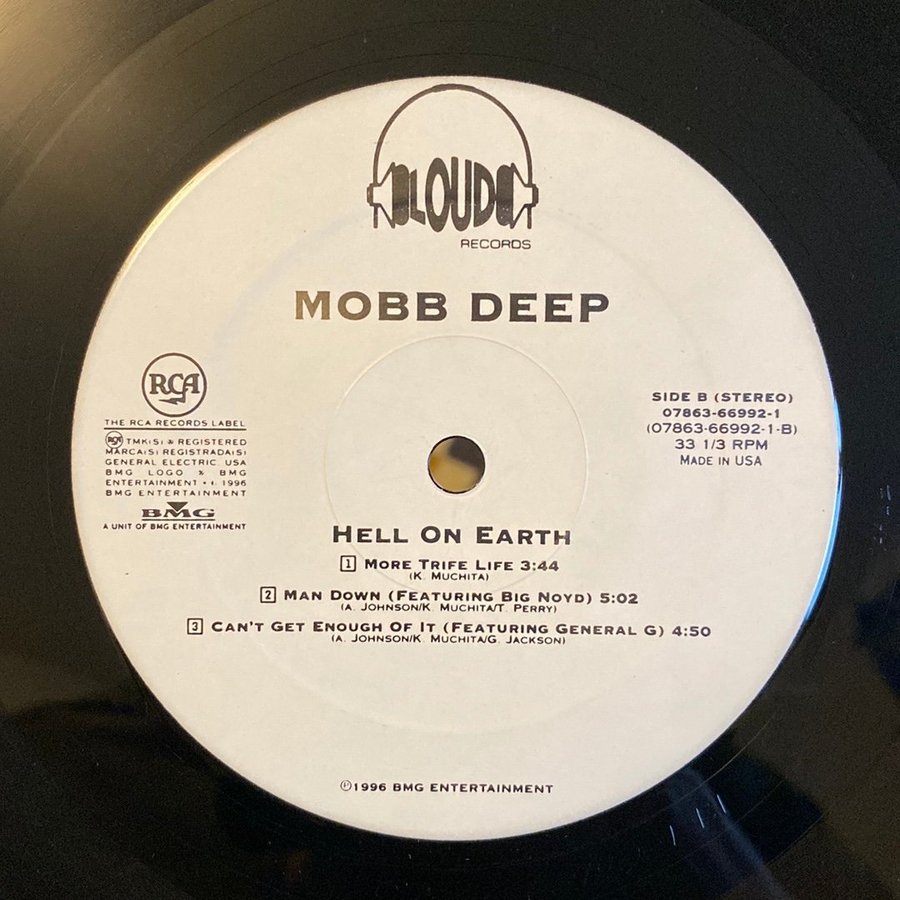 LOUD
RECORDS
MOBB DEEP
RCA
THE RCA RECORDS LABEL
RCA TMK(S) ® REGISTERED
MARCA(S) REGISTRADA(S)
GENERAL ELECTRIC, USA
BMG LOGO ® BMG
ENTERTAINMENT • © 1996
BMG ENTERTAINMENT
BMG
A UNIT OF BMG ENTERTAINMENT
SIDE B (STEREO)
07863-66992-1
(07863-66992-1-B)
33 1/3 RPM
MADE IN USA
HELL ON EARTH
1 MORE TRIFE LIFE 3:44
(K. MUCHITA)
2 MAN DOWN (FEATURING BIG NOYD) 5:02
(A. JOHNSON/K. MUCHITA/T. PERRY)
3 CAN'T GET ENOUGH OF IT (FEATURING GENERAL G) 4:50
(A. JOHNSON/K. MUCHITA/G. JACKSON)
℗1996 BMG ENTERTAINMENT